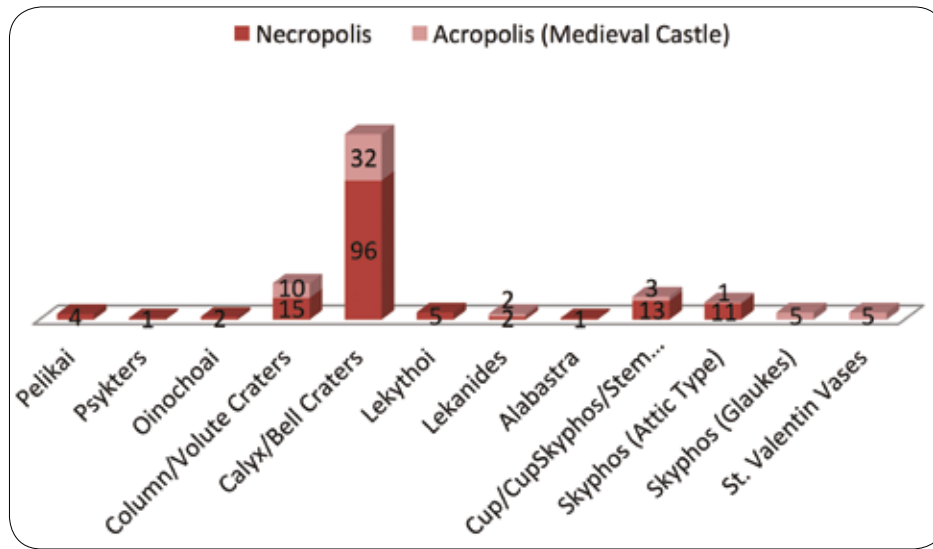 Necropolis Acropolis (Medieval Castle)
32
96
10
15
3
13
2
2
1
11
4
1
2
5
1
5
5
Pelikai
Psykters
Oinochoai
Column/Volute Craters
Calyx/Bell Craters
Lekythoi
Lekanides
Alabastra
Cup/CupSkyphos/Stem...
Skyphos (Attic Type)
Skyphos (Glaukes)
St. Valentin Vases